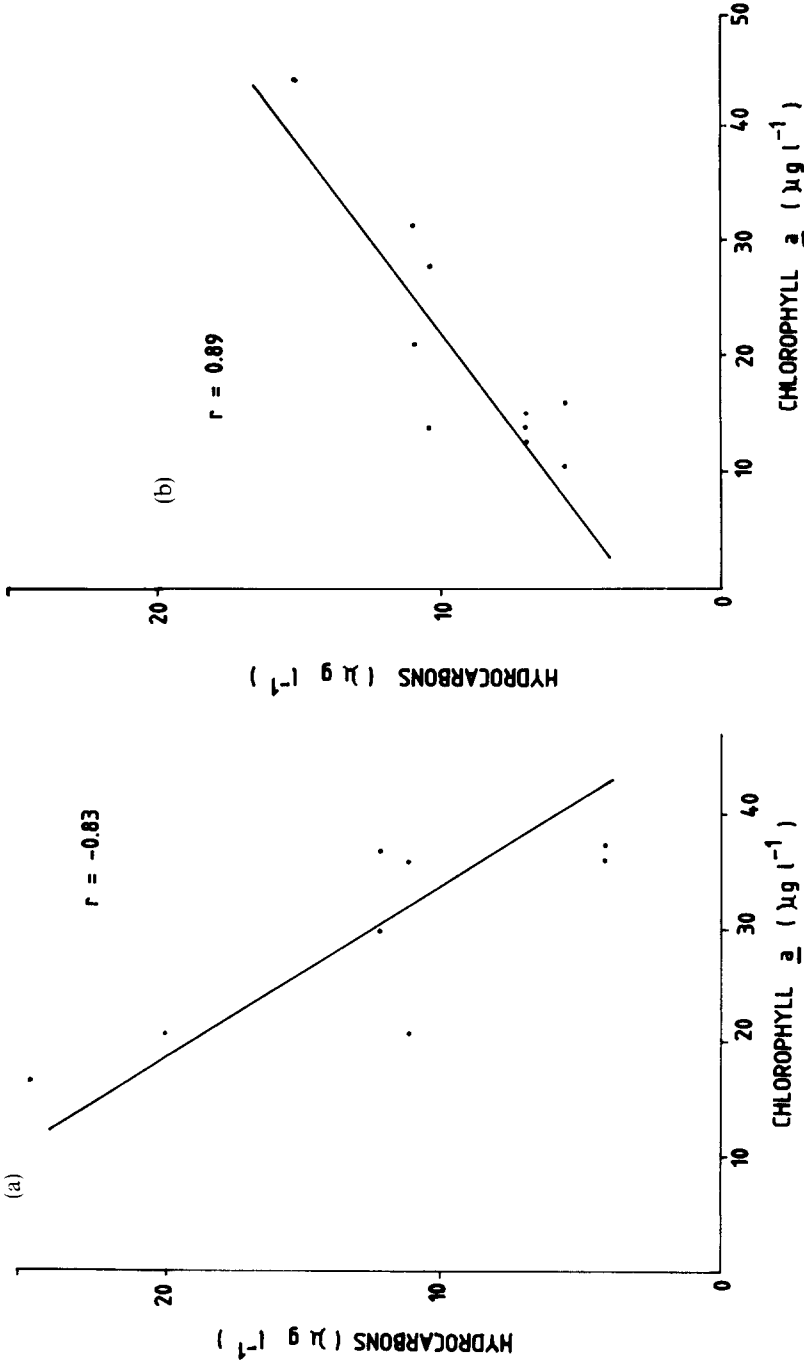 (a)
r = -0.83
20
10
0
HYDROCARBONS ( µg l⁻¹ )
10
20
30
40
CHLOROPHYLL a ( µg l⁻¹ )
(b)
r = 0.89
20
10
0
HYDROCARBONS ( µg l⁻¹ )
10
20
30
40
50
CHLOROPHYLL a ( µg l⁻¹ )